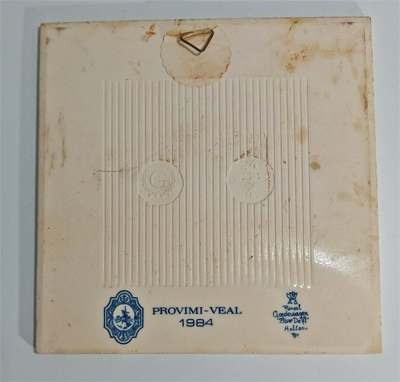 G
PROVIMI-VEAL
1984
Royal
Goedewaagen
Blue Delft
Holland